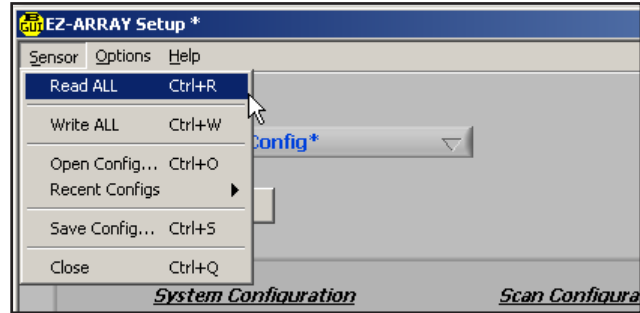 GUI EZ-ARRAY Setup *
Sensor Options Help
Read ALL Ctrl+R
Write ALL Ctrl+W
Config*
Open Config... Ctrl+O
Recent Configs
Save Config... Ctrl+S
Close Ctrl+Q
System Configuration Scan Configura